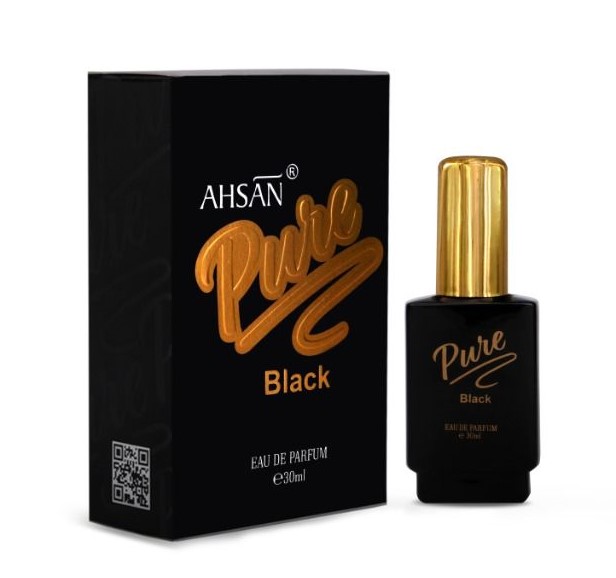 AHSAN®
Pure
Black
EAU DE PARFUM
℮30ml
Pure
Black
EAU DE PARFUM
℮ 30ml